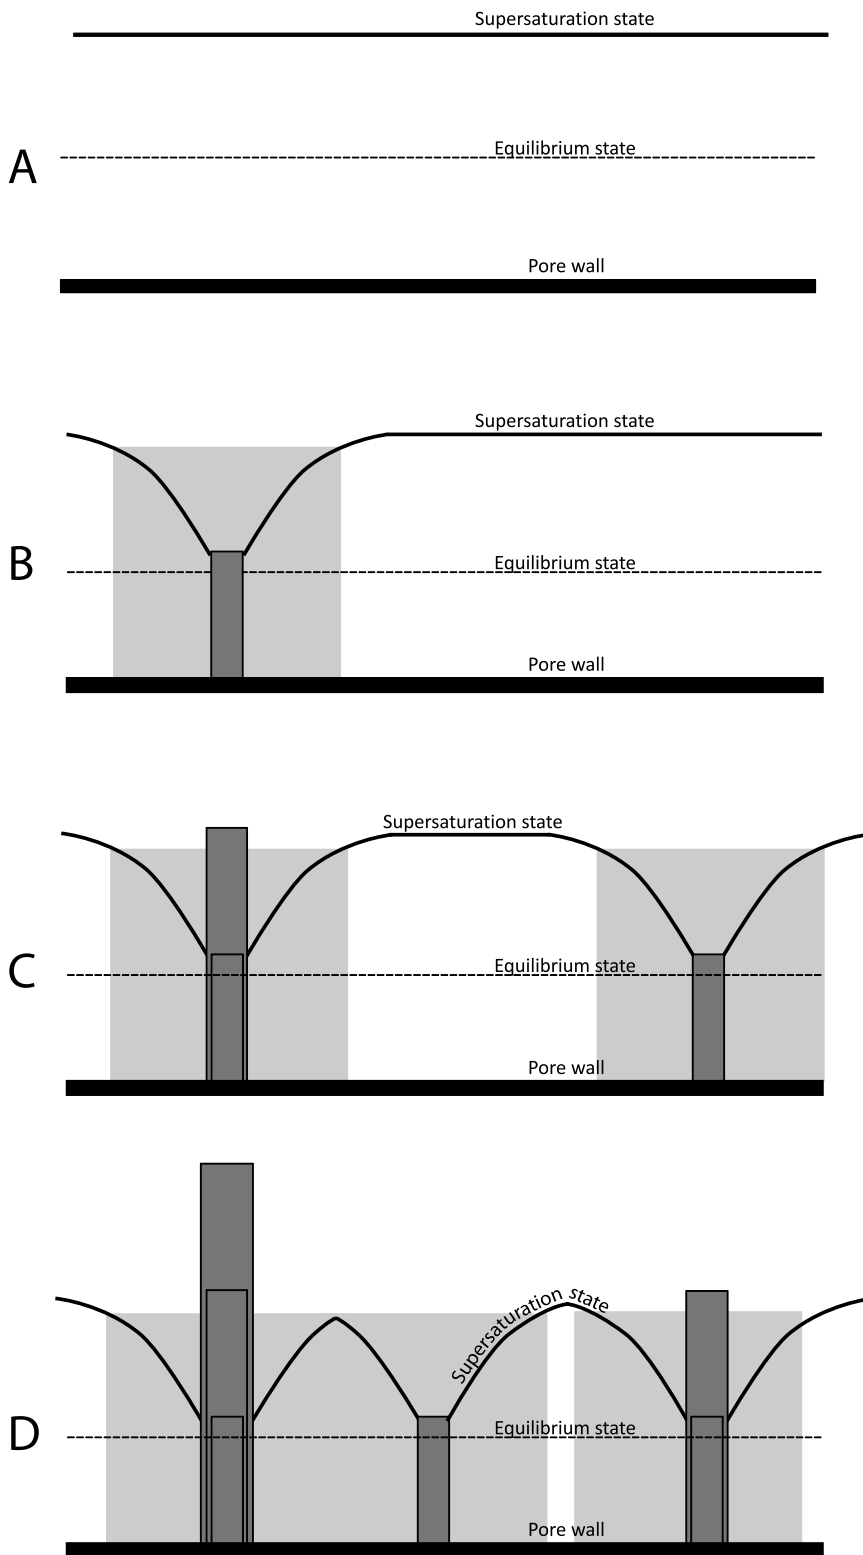 Supersaturation state
A
Equilibrium state
Pore wall
Supersaturation state
B
Equilibrium state
Pore wall
Supersaturation state
C
Equilibrium state
Pore wall
Supersaturation state
D
Equilibrium state
Pore wall